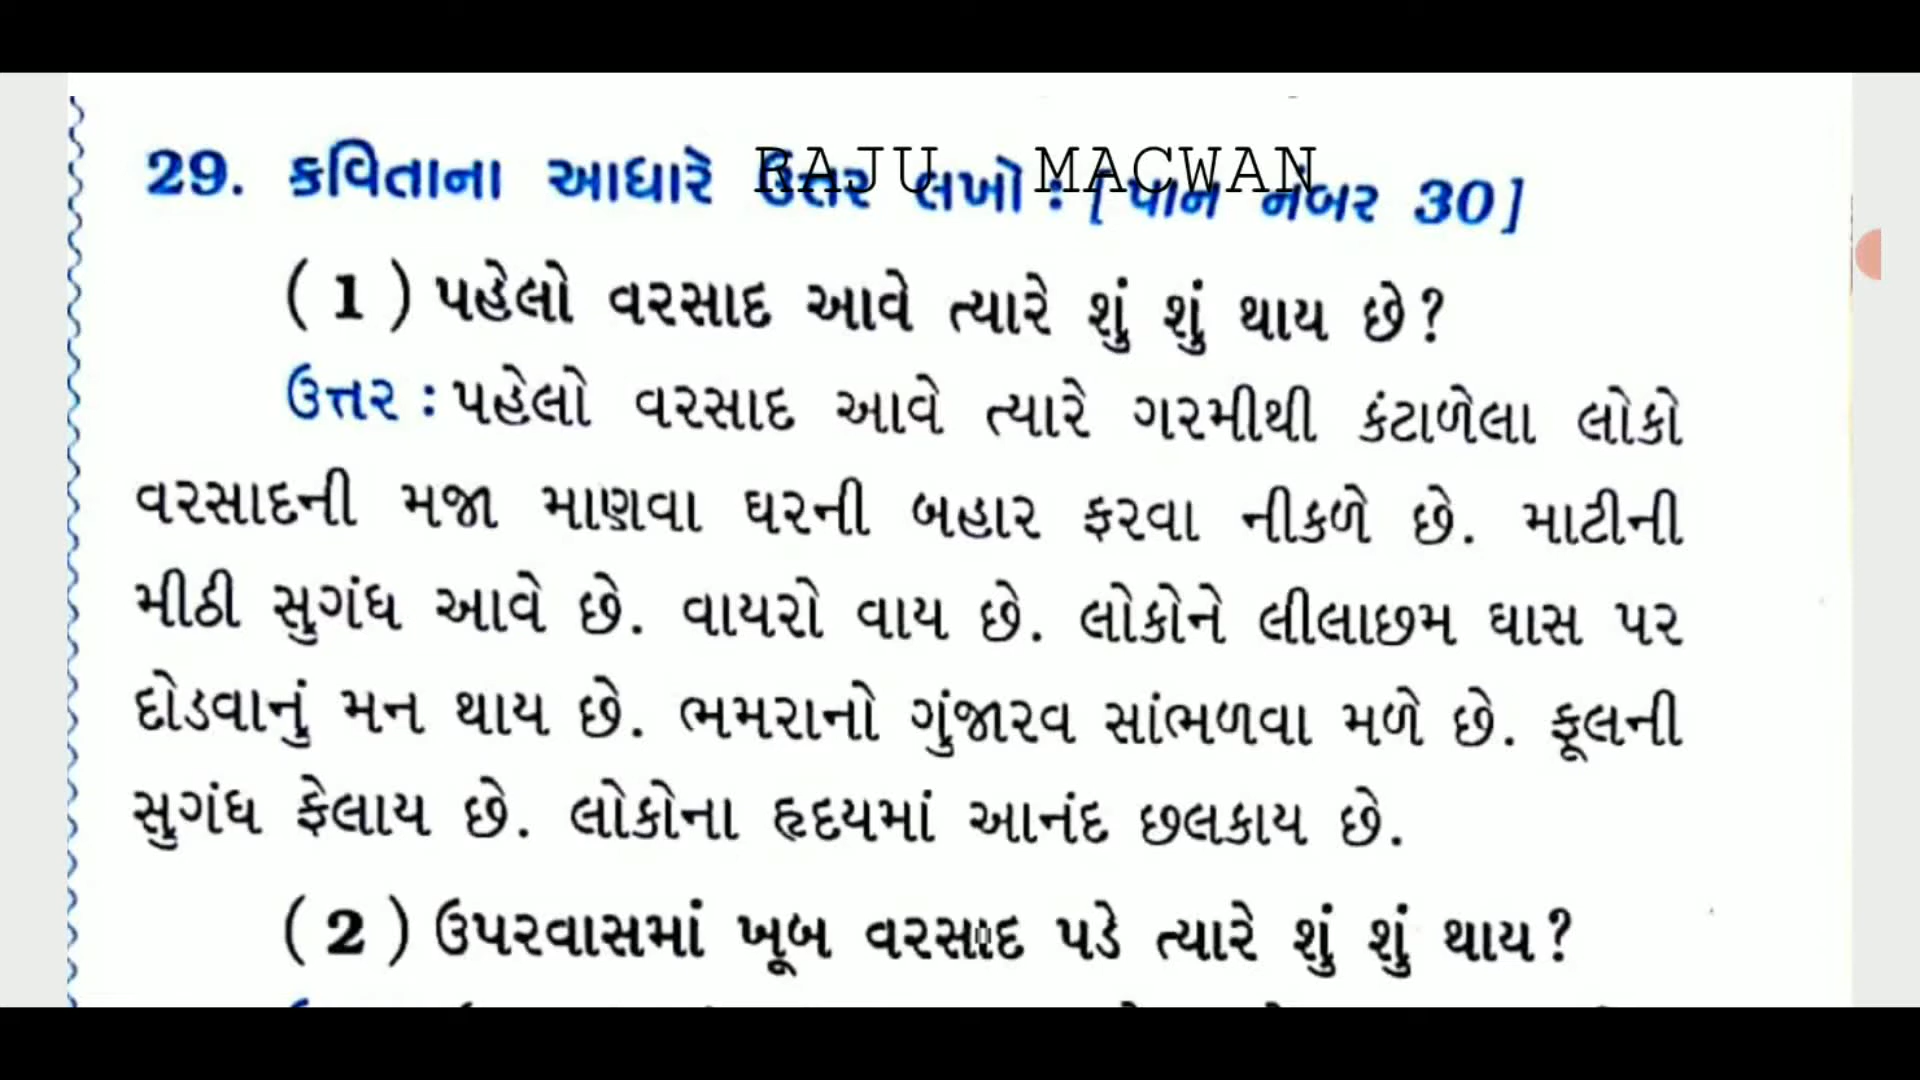 29. કવિતાના આધારે ઉત્તર લખો : [પાન નંબર 30]
RAJU MACWAN
(1) પહેલો વરસાદ આવે ત્યારે શું શું થાય છે?
ઉત્તર : પહેલો વરસાદ આવે ત્યારે ગરમીથી કંટાળેલા લોકો
વરસાદની મજા માણવા ઘરની બહાર ફરવા નીકળે છે. માટીની
મીઠી સુગંધ આવે છે. વાયરો વાય છે. લોકોને લીલાછમ ઘાસ પર
દોડવાનું મન થાય છે. ભમરાનો ગુંજારવ સાંભળવા મળે છે. ફૂલની
સુગંધ ફેલાય છે. લોકોના હૃદયમાં આનંદ છલકાય છે.
(2) ઉપરવાસમાં ખૂબ વરસાદ પડે ત્યારે શું શું થાય?